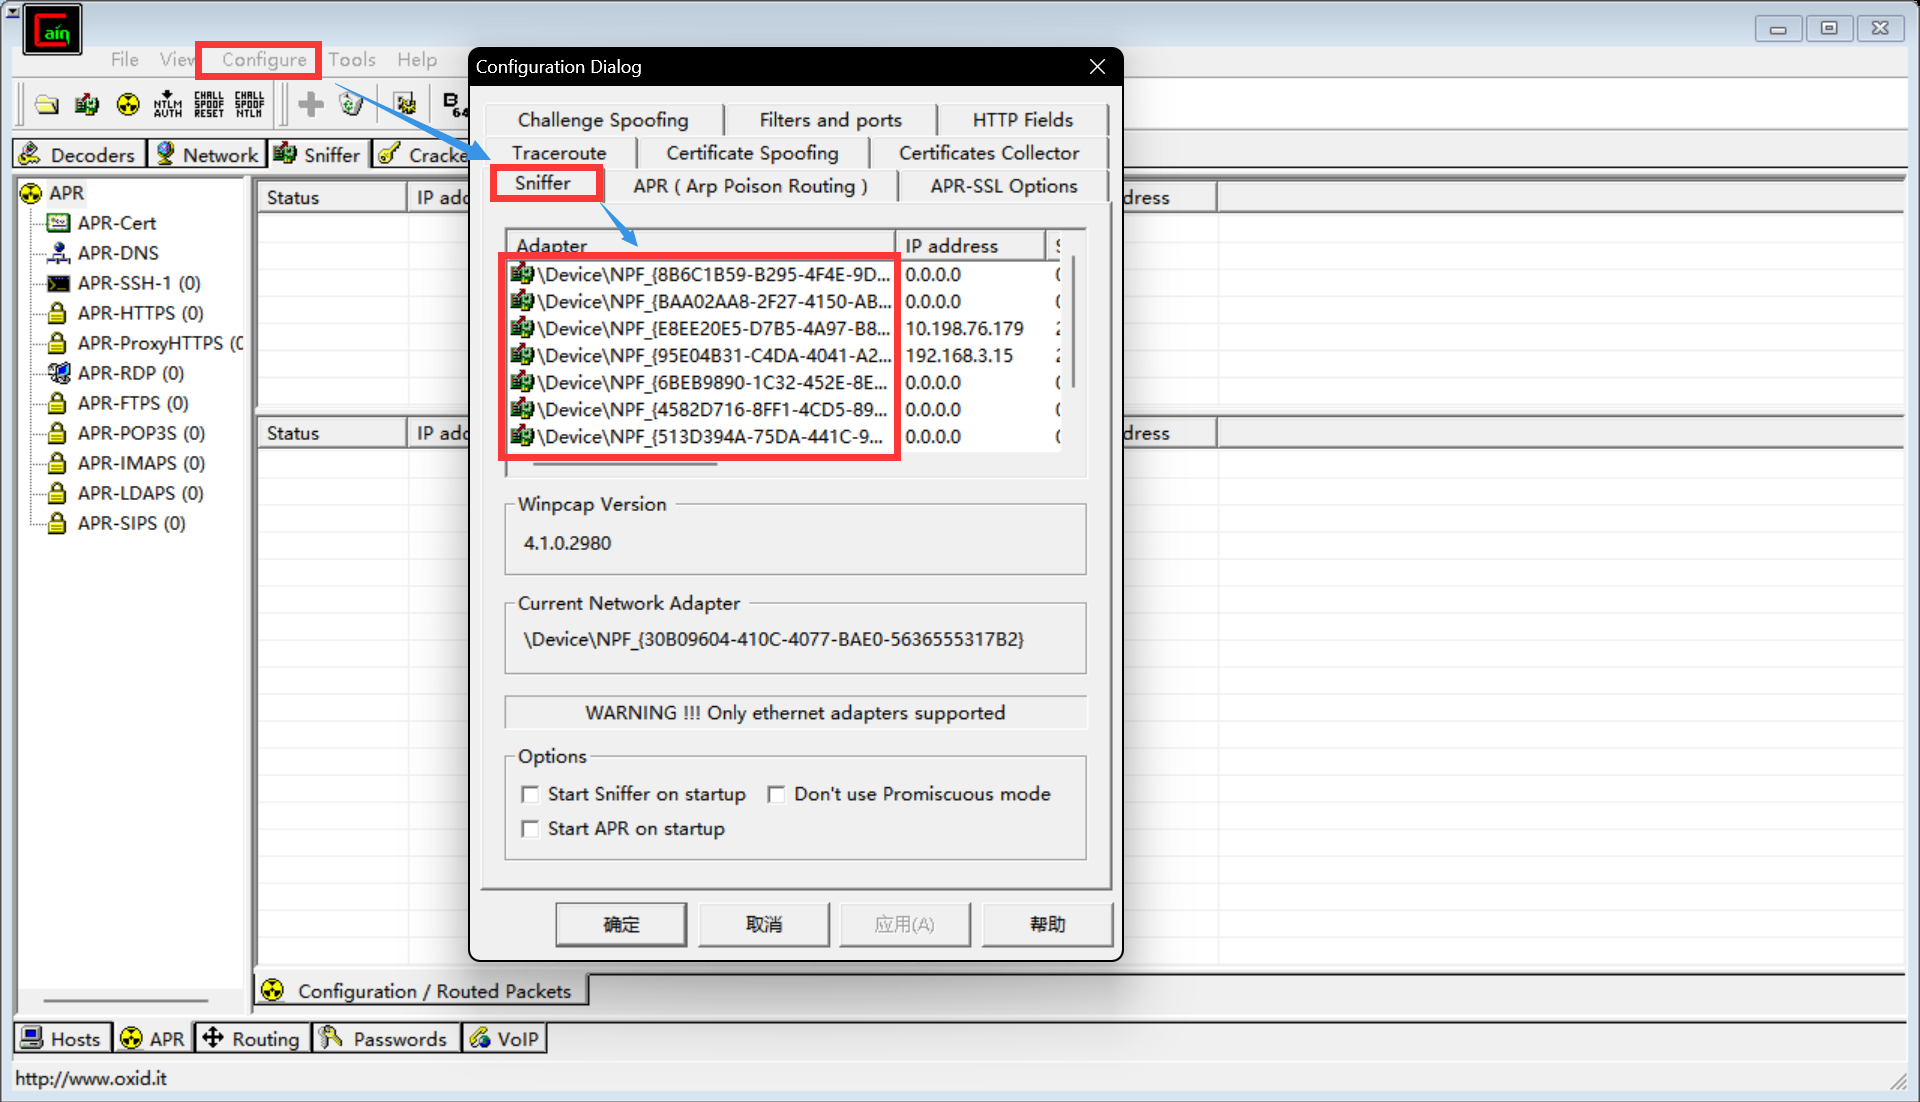 Cain
File View Configure Tools Help
NTLM AUTH CHALL SPOOF RESET CHALL SPOOF NTLM B 64
Decoders Network Sniffer Cracke
APR
APR-Cert
APR-DNS
APR-SSH-1 (0)
APR-HTTPS (0)
APR-ProxyHTTPS (0
APR-RDP (0)
APR-FTPS (0)
APR-POP3S (0)
APR-IMAPS (0)
APR-LDAPS (0)
APR-SIPS (0)
Status IP add dress
Status IP add dress
Configuration Dialog
Challenge Spoofing Filters and ports HTTP Fields
Traceroute Certificate Spoofing Certificates Collector
Sniffer APR ( Arp Poison Routing ) APR-SSL Options
Adapter IP address
\Device\NPF_{8B6C1B59-B295-4F4E-9D... 0.0.0.0
\Device\NPF_{BAA02AA8-2F27-4150-AB... 0.0.0.0
\Device\NPF_{E8EE20E5-D7B5-4A97-B8... 10.198.76.179
\Device\NPF_{95E04B31-C4DA-4041-A2... 192.168.3.15
\Device\NPF_{6BEB9890-1C32-452E-8E... 0.0.0.0
\Device\NPF_{4582D716-8FF1-4CD5-89... 0.0.0.0
\Device\NPF_{513D394A-75DA-441C-9... 0.0.0.0
Winpcap Version
4.1.0.2980
Current Network Adapter
\Device\NPF_{30B09604-410C-4077-BAE0-5636555317B2}
WARNING !!! Only ethernet adapters supported
Options
Start Sniffer on startup Don't use Promiscuous mode
Start APR on startup
确定 取消 应用(A) 帮助
Configuration / Routed Packets
Hosts APR Routing Passwords VoIP
http://www.oxid.it